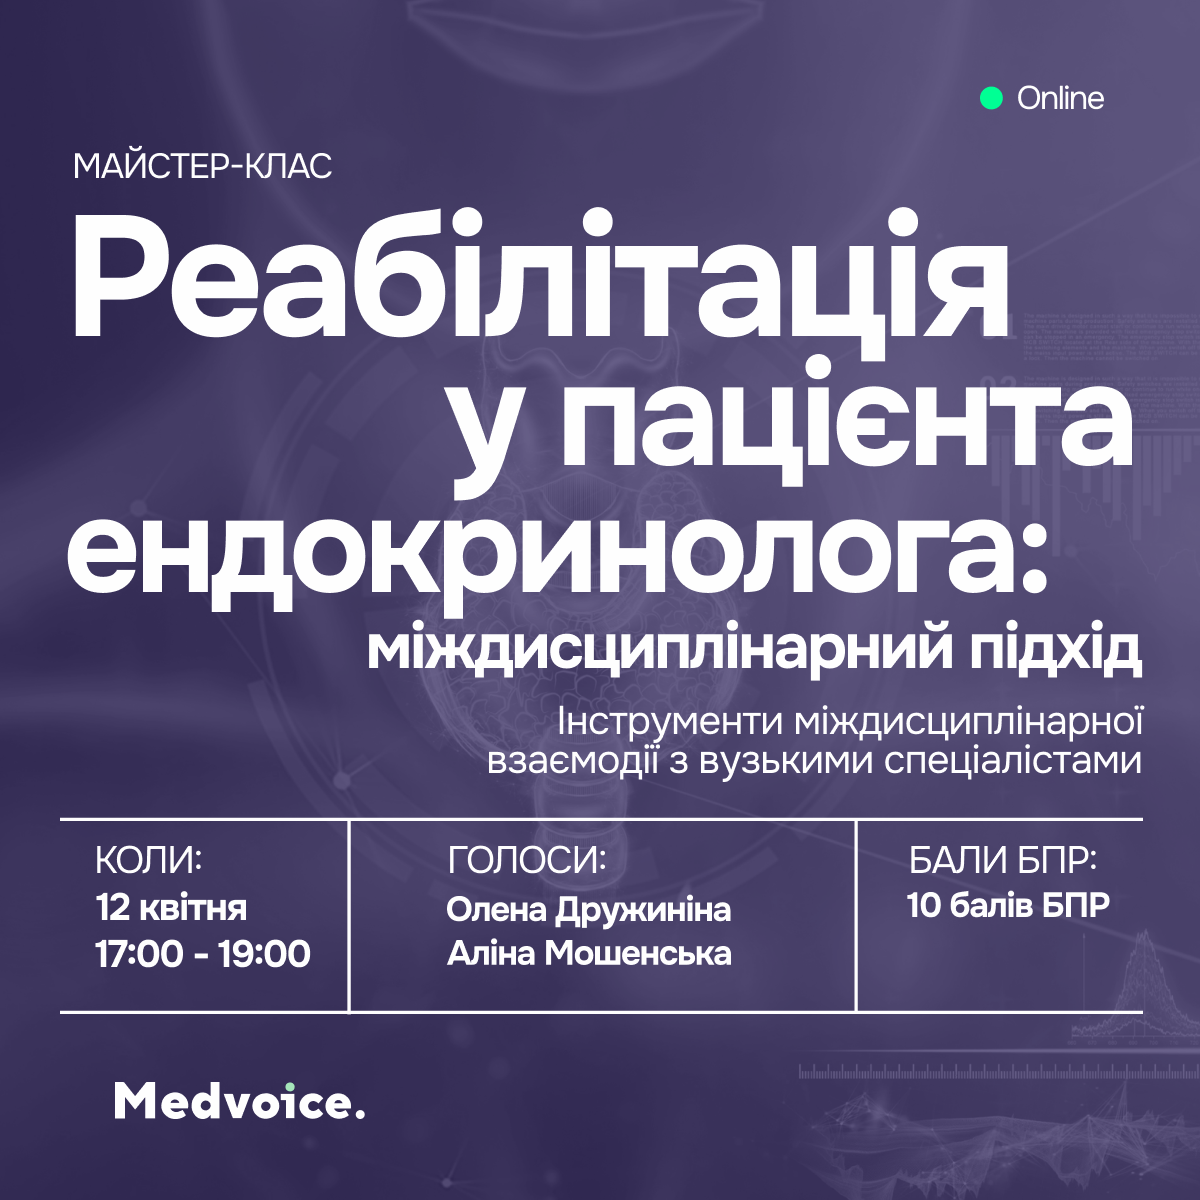 Online
МАЙСТЕР-КЛАС
Реабілітація
у пацієнта
ендокринолога:
міждисциплінарний підхід
Інструменти міждисциплінарної
взаємодії з вузькими спеціалістами
КОЛИ:
12 квітня
17:00 - 19:00
ГОЛОСИ:
Олена Дружиніна
Аліна Мошенська
БАЛИ БПР:
10 балів БПР
Medvoice.